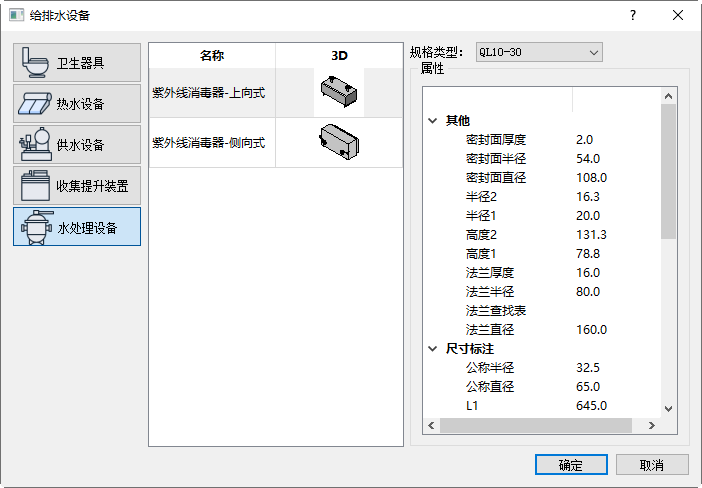 给排水设备
卫生器具
热水设备
供水设备
收集提升装置
水处理设备
名称 3D
紫外线消毒器-上向式
紫外线消毒器-侧向式
规格类型: QL10-30
属性
其他
密封面厚度 2.0
密封面半径 54.0
密封面直径 108.0
半径2 16.3
半径1 20.0
高度2 131.3
高度1 78.8
法兰厚度 16.0
法兰半径 80.0
法兰查找表
法兰直径 160.0
尺寸标注
公称半径 32.5
公称直径 65.0
L1 645.0
确定 取消